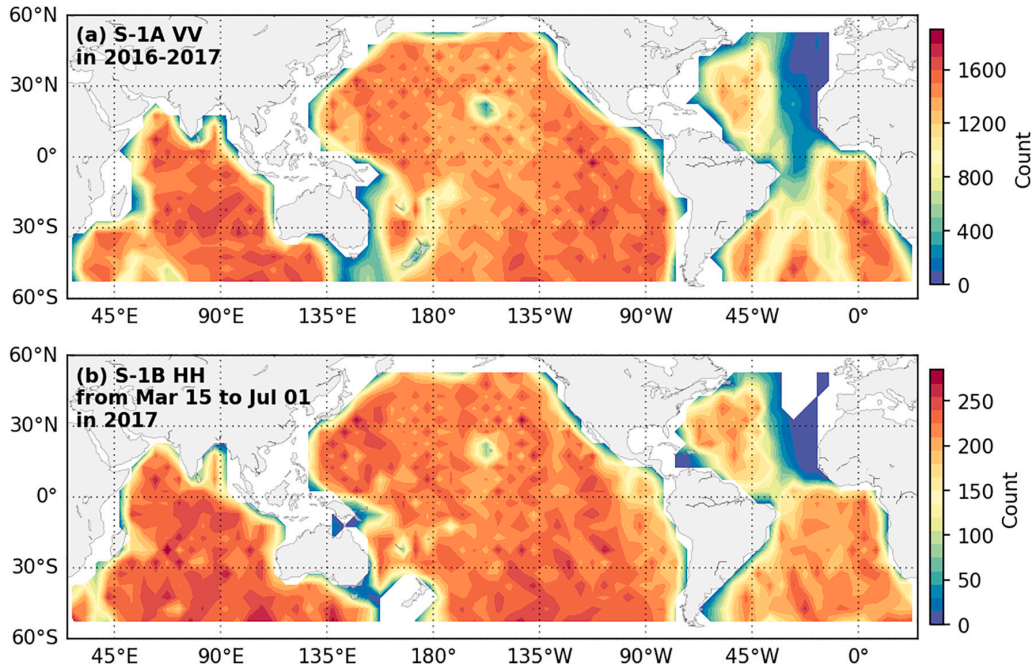 60°N
(a) S-1A VV
in 2016-2017
30°N
0°
30°S
60°S
45°E 90°E 135°E 180° 135°W 90°W 45°W 0°
1600
1200
800
400
0
Count
60°N
(b) S-1B HH
from Mar 15 to Jul 01
in 2017
30°N
0°
30°S
60°S
45°E 90°E 135°E 180° 135°W 90°W 45°W 0°
250
200
150
100
50
0
Count